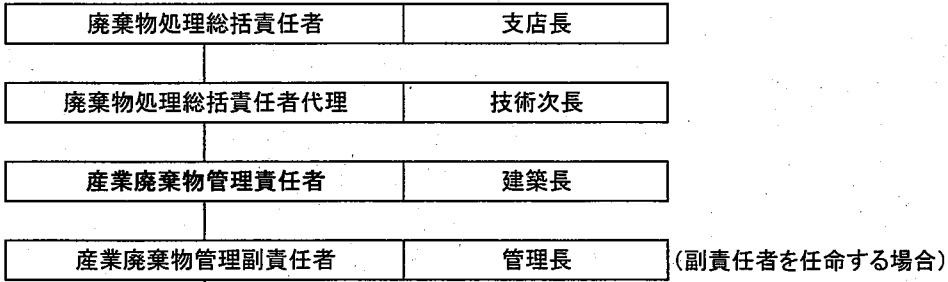 廃棄物処理総括責任者 支店長
廃棄物処理総括責任者代理 技術次長
産業廃棄物管理責任者 建築長
産業廃棄物管理副責任者 管理長 (副責任者を任命する場合)